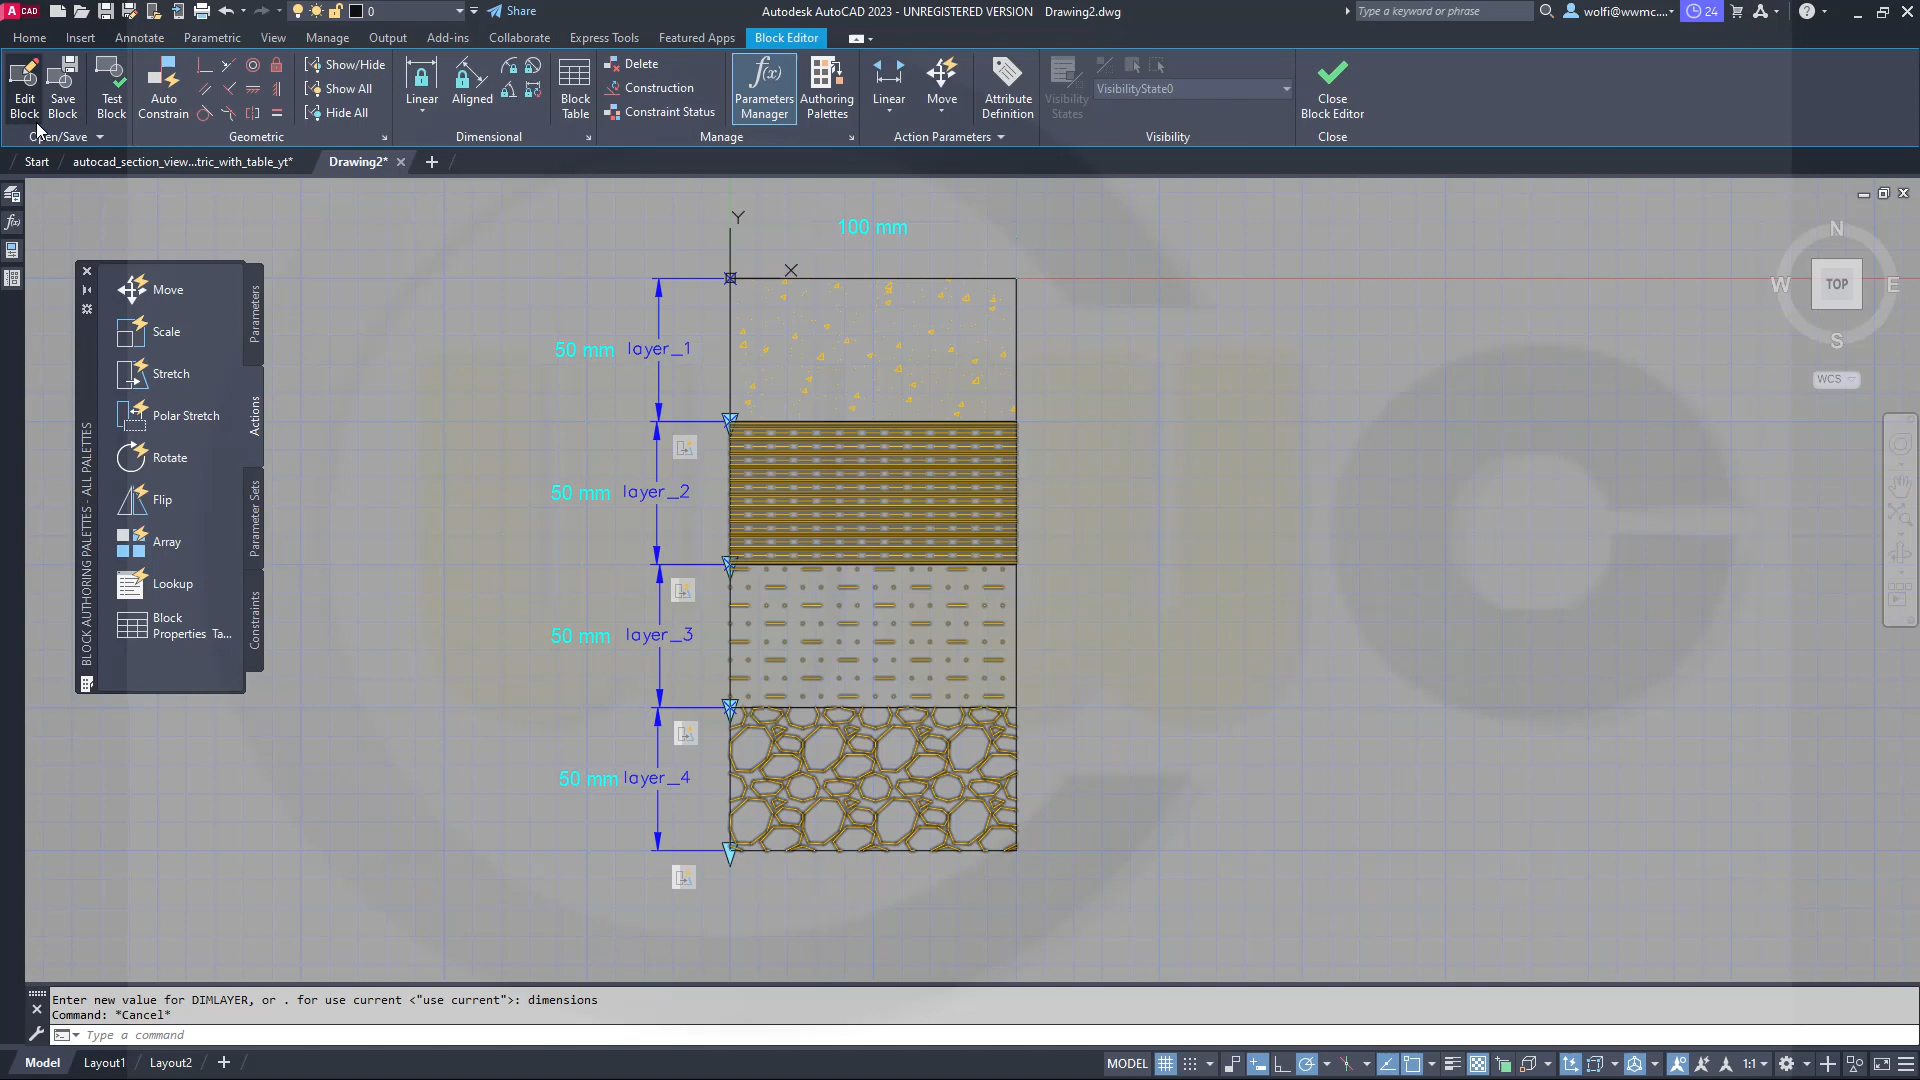 CAD
0
Share
Autodesk AutoCAD 2023 - UNREGISTERED VERSION Drawing2.dwg
Type a keyword or phrase
wolfi@wwmc....
24
Home Insert Annotate Parametric View Manage Output Add-ins Collaborate Express Tools Featured Apps Block Editor
Edit Block
Save Block
Test Block
Auto Constrain
Show/Hide
Show All
Hide All
Linear
Aligned
Block Table
Delete
Construction
Constraint Status
Parameters Manager
Authoring Palettes
Linear
Move
Attribute Definition
Visibility States
VisibilityState0
Close Block Editor
Open/Save Geometric Dimensional Manage Action Parameters Visibility Close
Start autocad_section_view...tric_with_table_yt* Drawing2*
BLOCK AUTHORING PALETTES - ALL PALETTES
Move
Scale
Stretch
Polar Stretch
Rotate
Flip
Array
Lookup
Block Properties Ta...
Parameters
Actions
Parameter Sets
Constraints
Y
X
100 mm
50 mm layer_1
50 mm layer_2
50 mm layer_3
50 mm layer_4
N
W TOP E
S
WCS
Enter new value for DIMLAYER, or . for use current <"use current">: dimensions
Command: *Cancel*
Type a command
Model Layout1 Layout2
MODEL
1:1